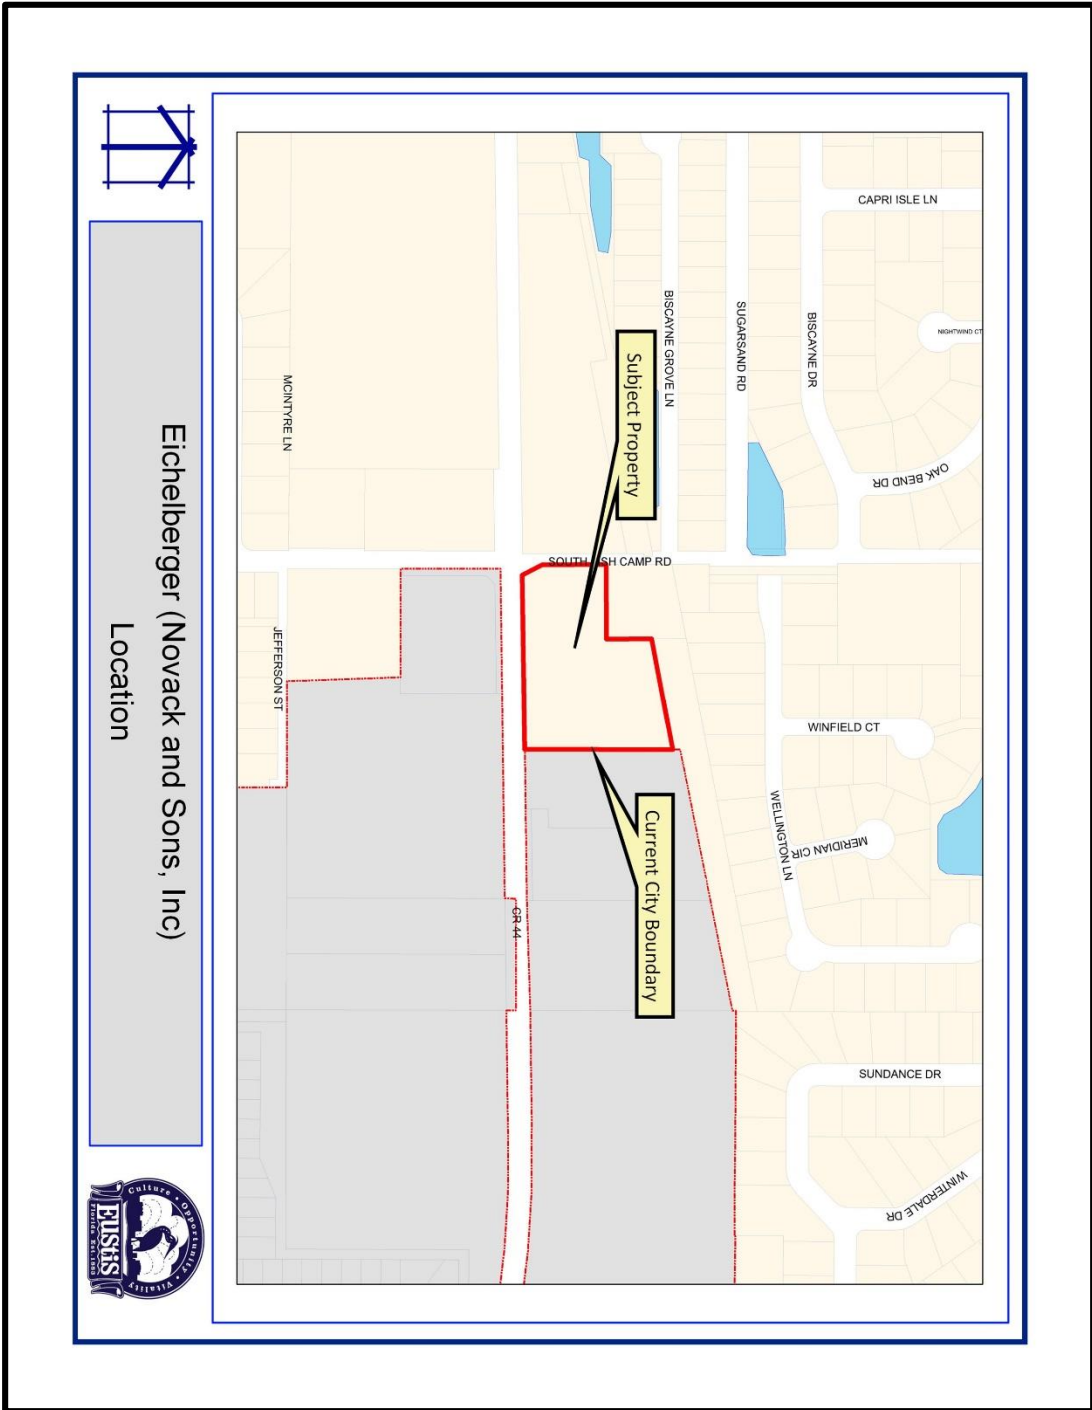 CAPRI ISLE LN
NIGHTWIND CT
BISCAYNE DR
OAK BEND DR
SUGARSAND RD
BISCAYNE GROVE LN
Subject Property
SOUTH SH CAMP RD
MCINTYRE LN
JEFFERSON ST
WINFIELD CT
WELLINGTON LN
MERIDIAN CIR
Current City Boundary
CR 44
SUNDANCE DR
WINTERDALE DR
Eichelberger (Novack and Sons, Inc)
Location
Culture • Opportunity • Vitality
EUSTIS
Florida Est.1883